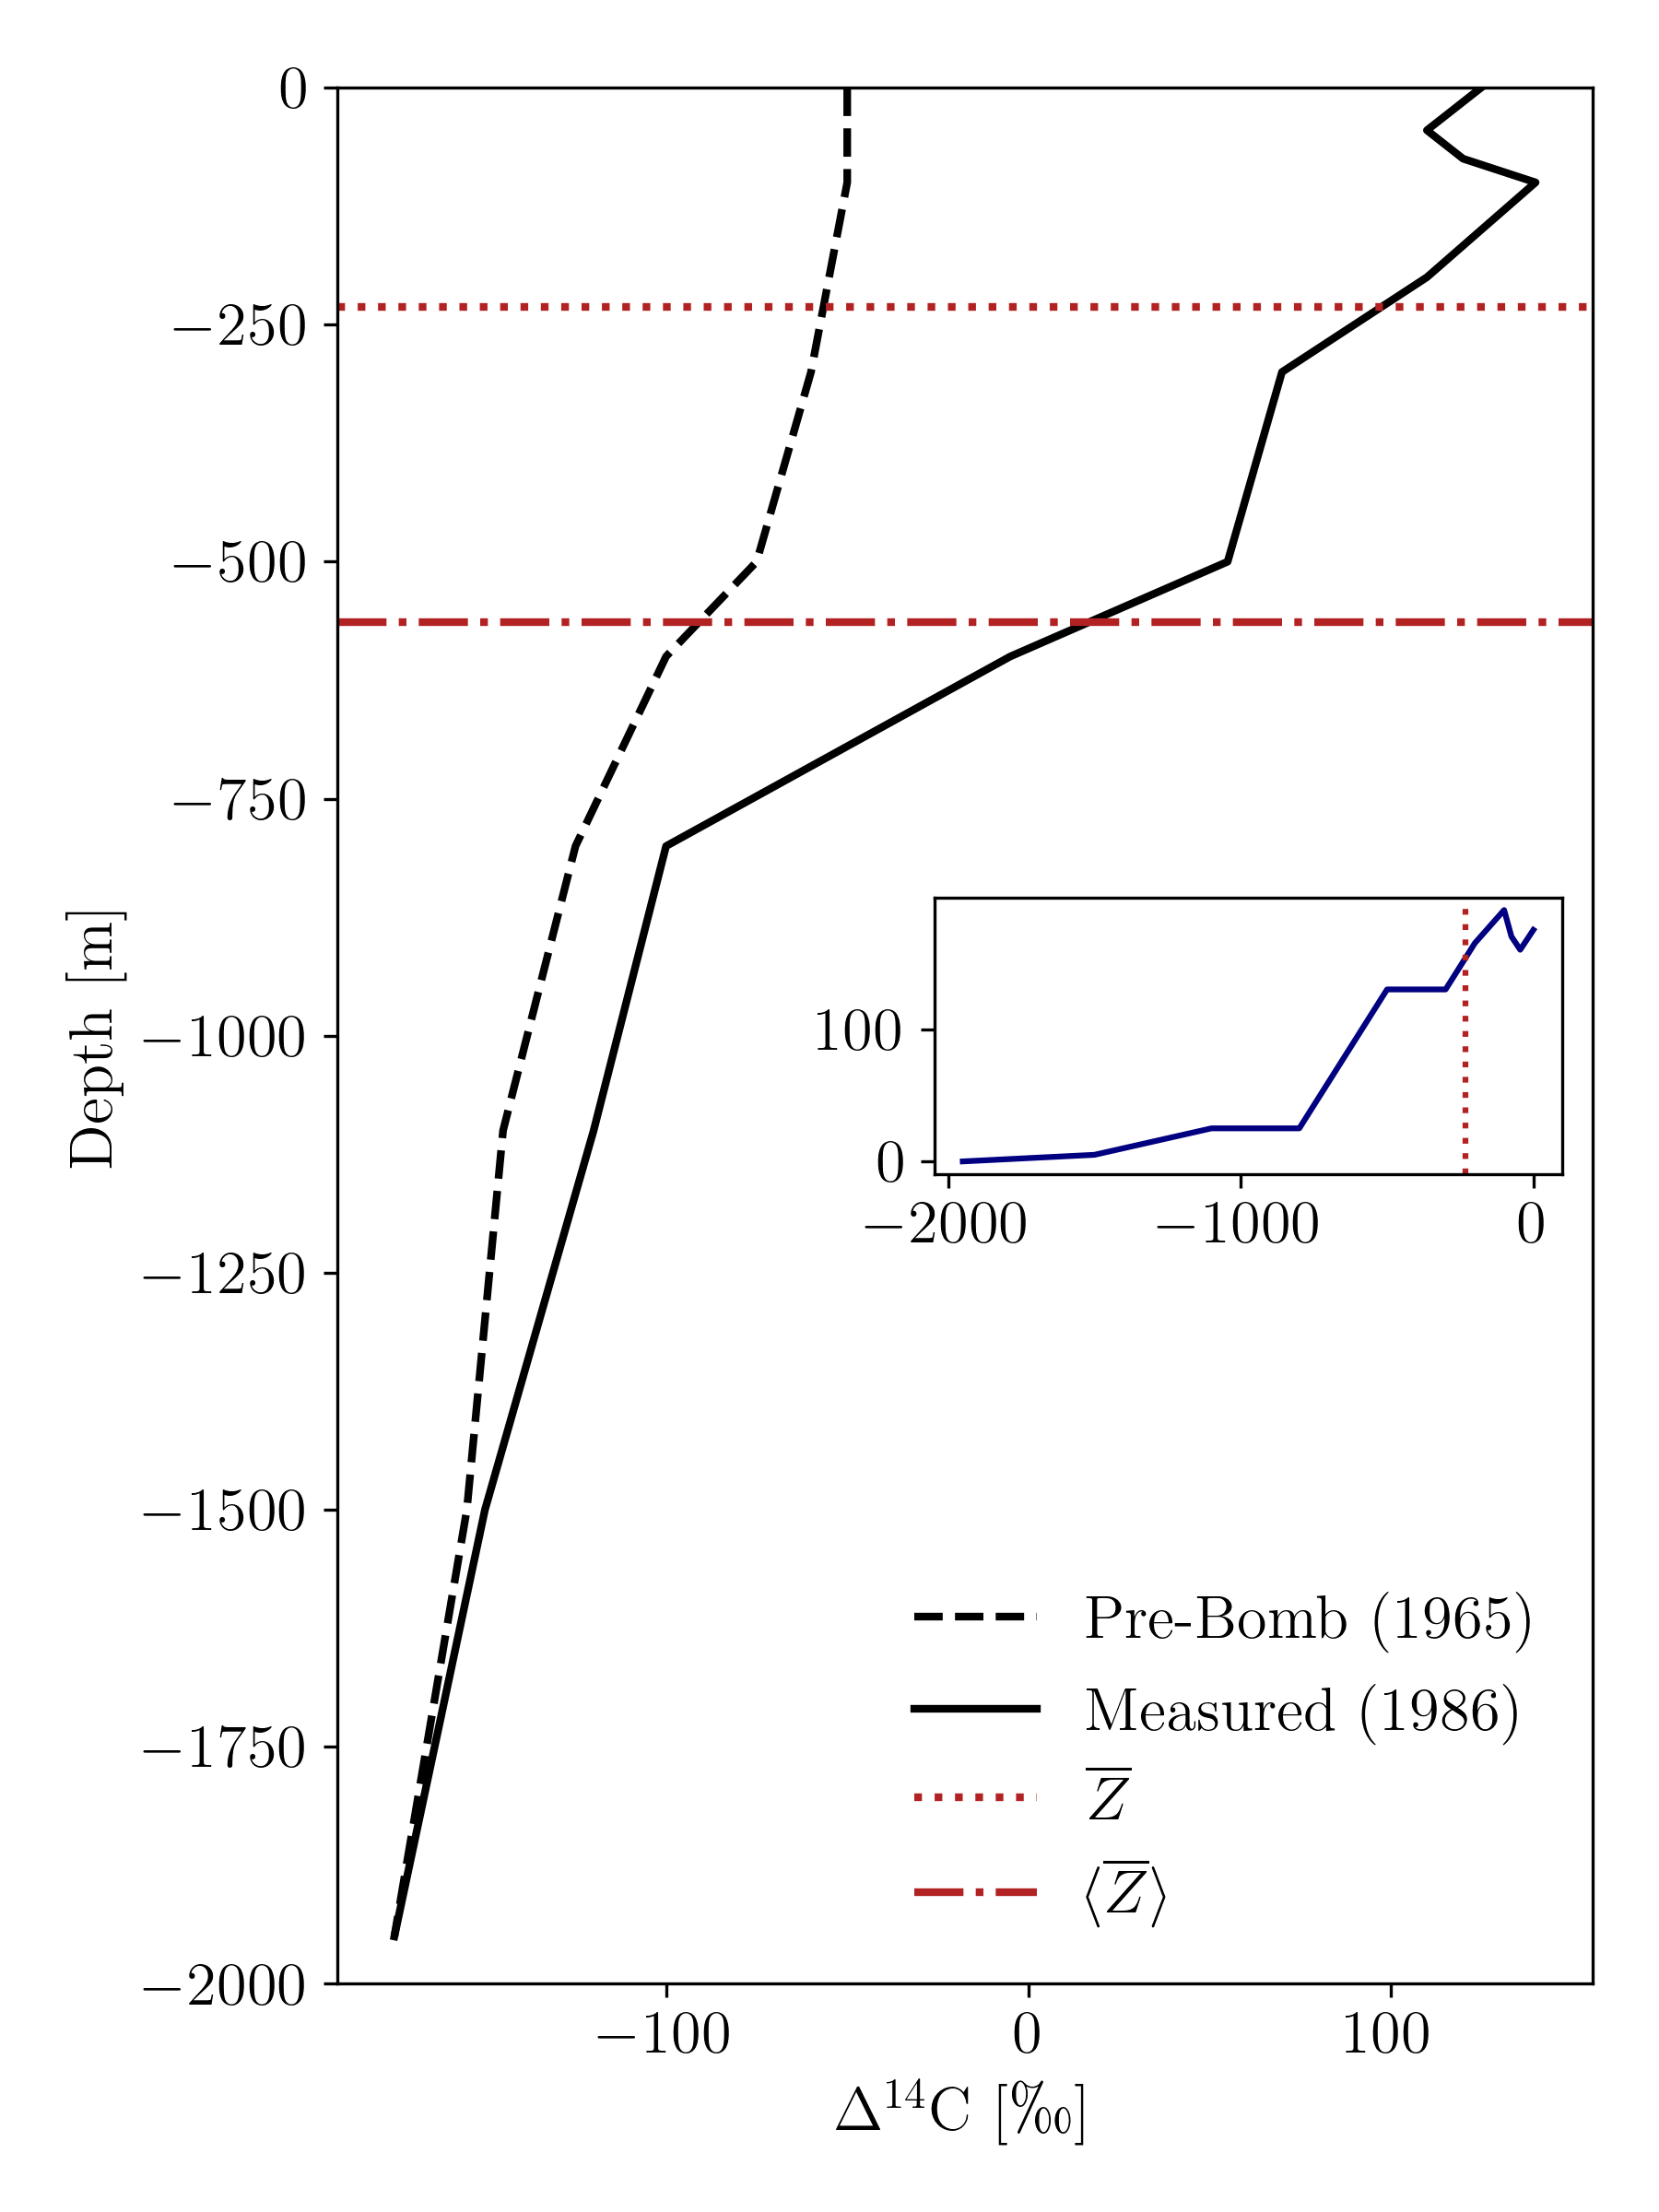 0
−250
−500
−750
−1000
−1250
−1500
−1750
−2000
Depth [m]
100
0
−2000 −1000 0
Pre-Bomb (1965)
Measured (1986)
Z̅
⟨Z̅⟩
−100 0 100
Δ¹⁴C [‰]